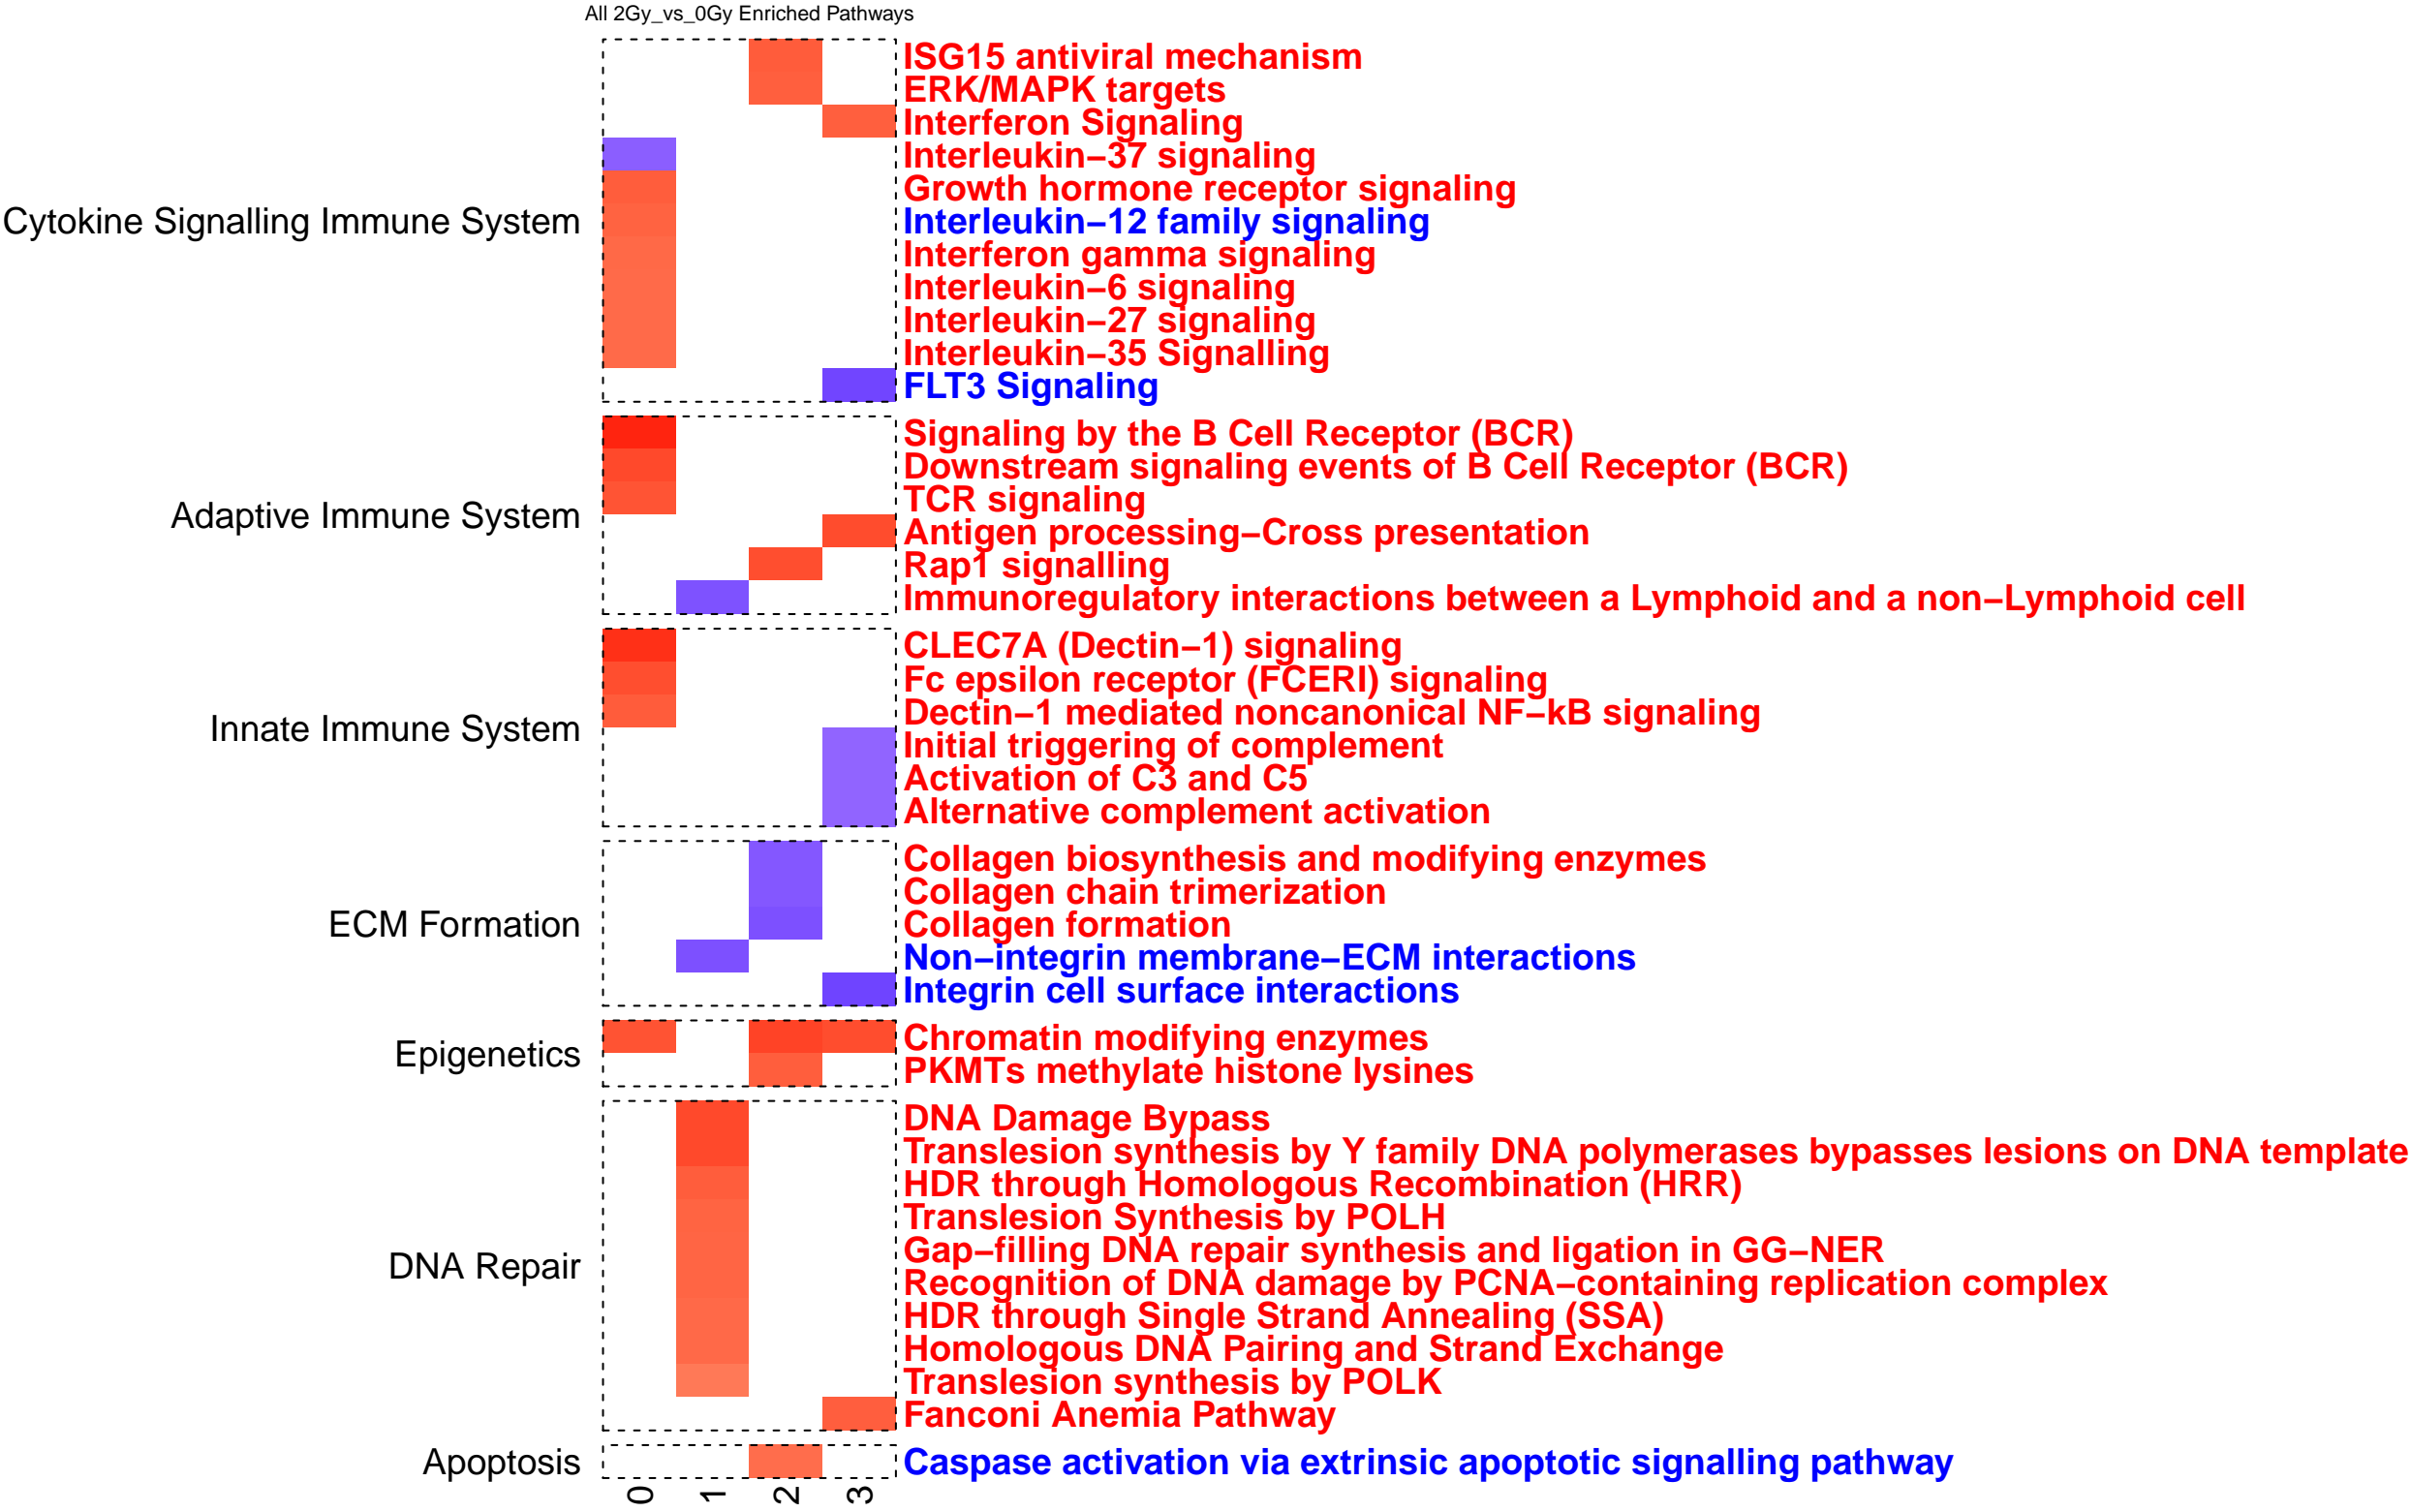 All 2Gy_vs_0Gy Enriched Pathways
ISG15 antiviral mechanism
ERK/MAPK targets
Interferon Signaling
Interleukin−37 signaling
Growth hormone receptor signaling
Cytokine Signalling Immune System
Interleukin−12 family signaling
Interferon gamma signaling
Interleukin−6 signaling
Interleukin−27 signaling
Interleukin−35 Signalling
FLT3 Signaling
Signaling by the B Cell Receptor (BCR)
Downstream signaling events of B Cell Receptor (BCR)
TCR signaling
Adaptive Immune System
Antigen processing−Cross presentation
Rap1 signalling
Immunoregulatory interactions between a Lymphoid and a non−Lymphoid cell
CLEC7A (Dectin−1) signaling
Fc epsilon receptor (FCERI) signaling
Dectin−1 mediated noncanonical NF−kB signaling
Innate Immune System
Initial triggering of complement
Activation of C3 and C5
Alternative complement activation
Collagen biosynthesis and modifying enzymes
Collagen chain trimerization
ECM Formation
Collagen formation
Non−integrin membrane−ECM interactions
Integrin cell surface interactions
Chromatin modifying enzymes
Epigenetics
PKMTs methylate histone lysines
DNA Damage Bypass
Translesion synthesis by Y family DNA polymerases bypasses lesions on DNA template
HDR through Homologous Recombination (HRR)
Translesion Synthesis by POLH
Gap−filling DNA repair synthesis and ligation in GG−NER
DNA Repair
Recognition of DNA damage by PCNA−containing replication complex
HDR through Single Strand Annealing (SSA)
Homologous DNA Pairing and Strand Exchange
Translesion synthesis by POLK
Fanconi Anemia Pathway
Apoptosis
Caspase activation via extrinsic apoptotic signalling pathway
0 1 2 3